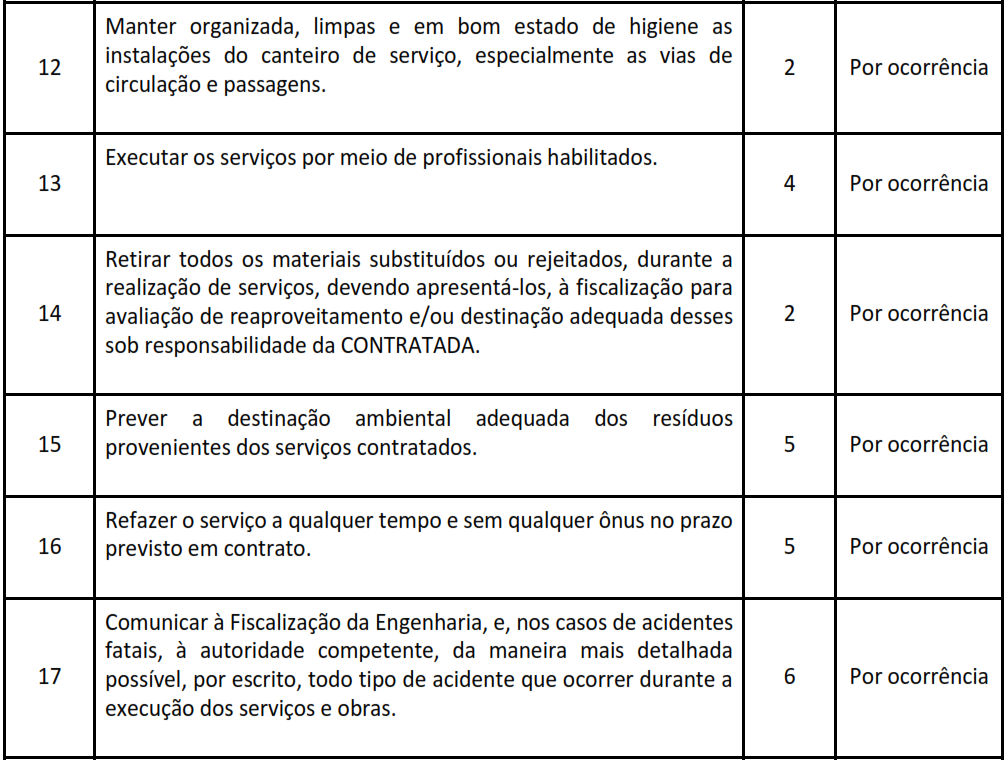 12
Manter organizada, limpas e em bom estado de higiene as
instalações do canteiro de serviço, especialmente as vias de
circulação e passagens.
2
Por ocorrência
13
Executar os serviços por meio de profissionais habilitados.
4
Por ocorrência
14
Retirar todos os materiais substituídos ou rejeitados, durante a
realização de serviços, devendo apresentá-los, à fiscalização para
avaliação de reaproveitamento e/ou destinação adequada desses
sob responsabilidade da CONTRATADA.
2
Por ocorrência
15
Prever a destinação ambiental adequada dos resíduos
provenientes dos serviços contratados.
5
Por ocorrência
16
Refazer o serviço a qualquer tempo e sem qualquer ônus no prazo
previsto em contrato.
5
Por ocorrência
17
Comunicar à Fiscalização da Engenharia, e, nos casos de acidentes
fatais, à autoridade competente, da maneira mais detalhada
possível, por escrito, todo tipo de acidente que ocorrer durante a
execução dos serviços e obras.
6
Por ocorrência